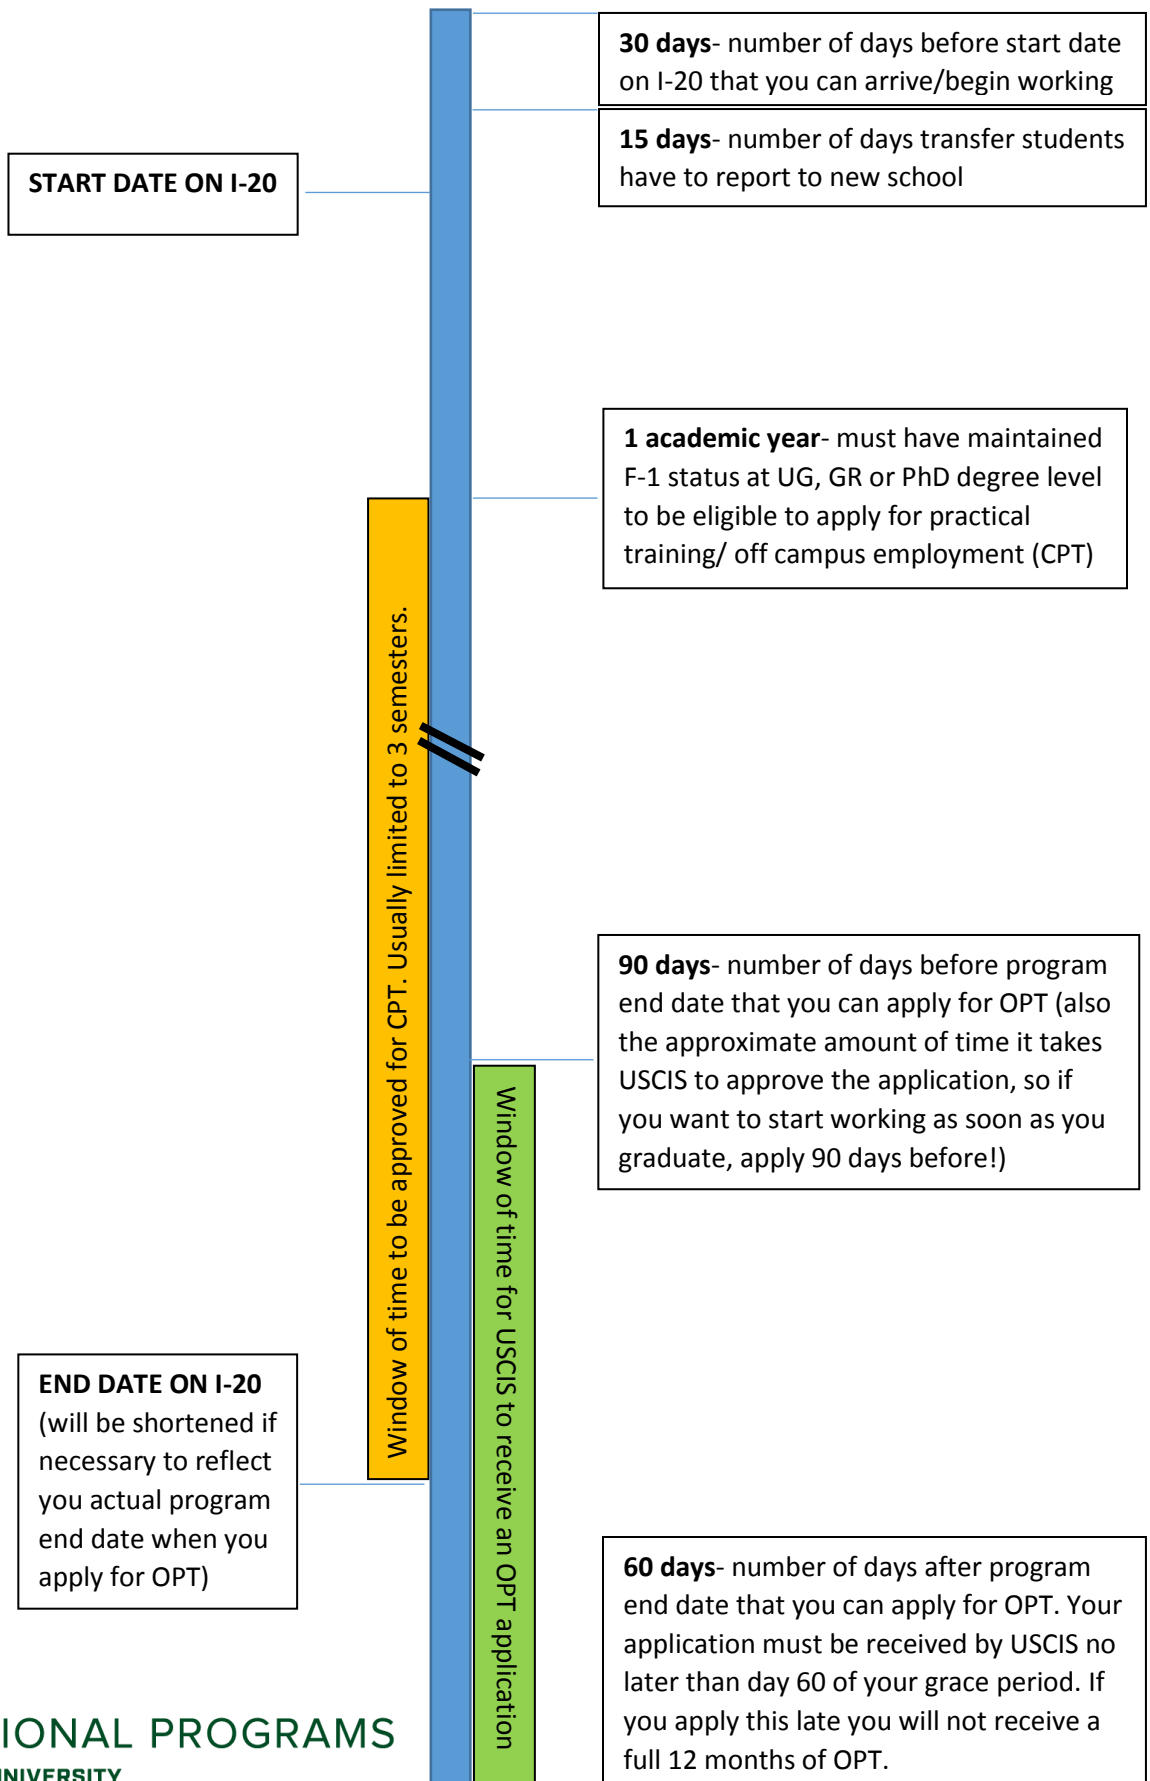 30 days- number of days before start date
on I-20 that you can arrive/begin working
15 days- number of days transfer students
have to report to new school
START DATE ON I-20
1 academic year- must have maintained
F-1 status at UG, GR or PhD degree level
to be eligible to apply for practical
training/ off campus employment (CPT)
Window of time to be approved for CPT. Usually limited to 3 semesters.
90 days- number of days before program
end date that you can apply for OPT (also
the approximate amount of time it takes
USCIS to approve the application, so if
you want to start working as soon as you
graduate, apply 90 days before!)
Window of time for USCIS to receive an OPT application
END DATE ON I-20
(will be shortened if
necessary to reflect
you actual program
end date when you
apply for OPT)
60 days- number of days after program
end date that you can apply for OPT. Your
application must be received by USCIS no
later than day 60 of your grace period. If
you apply this late you will not receive a
full 12 months of OPT.
IONAL PROGRAMS
UNIVERSITY